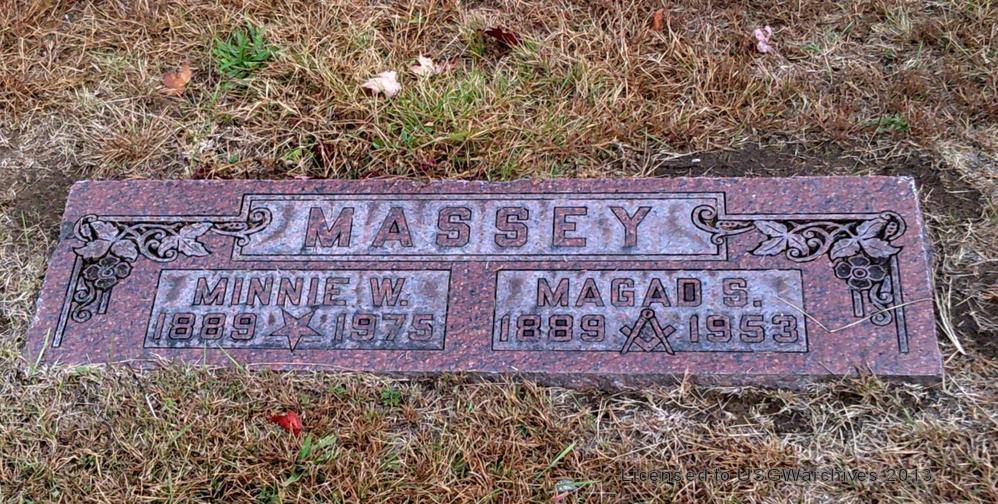 MASSEY
MINNIE W.
1889 1975
MAGAD S.
1889 1953
Licensed to USGWarchives 2013